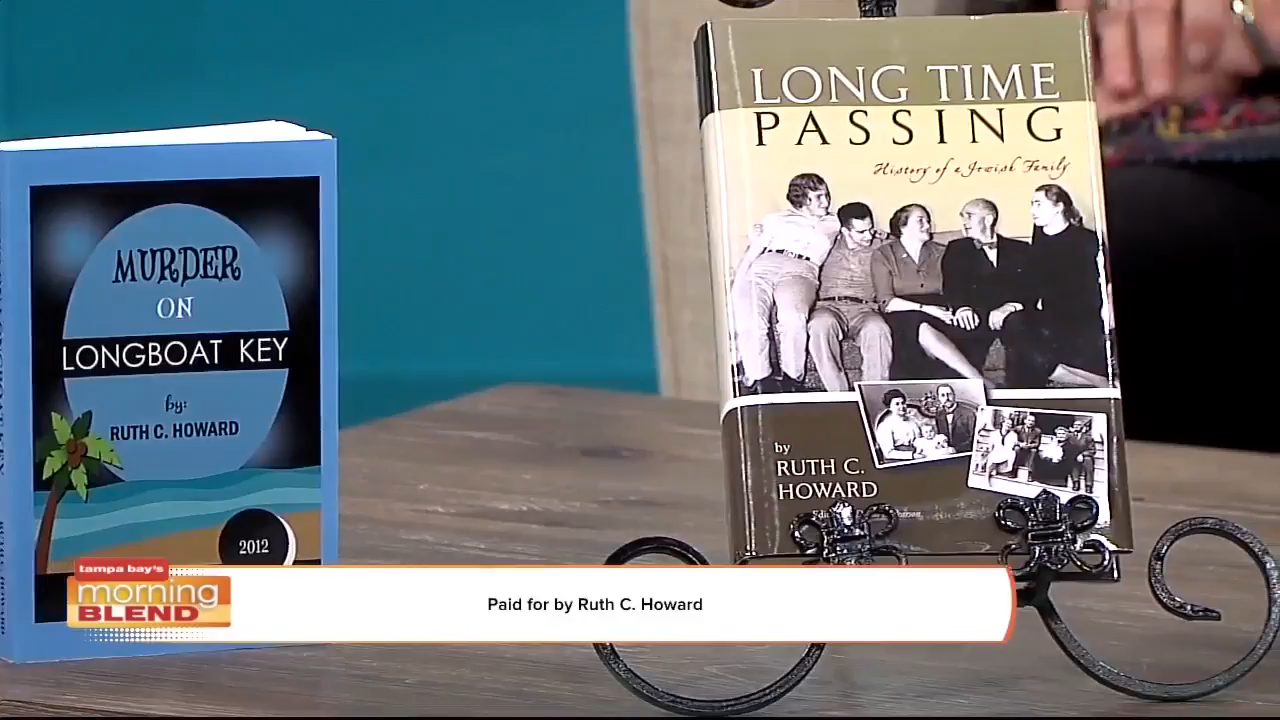 MURDER
ON
LONGBOAT KEY
by:
RUTH C. HOWARD
2012
LONG TIME
PASSING
History of a Jewish Family
by
RUTH C.
HOWARD
tampa bay's
morning
BLEND
Paid for by Ruth C. Howard